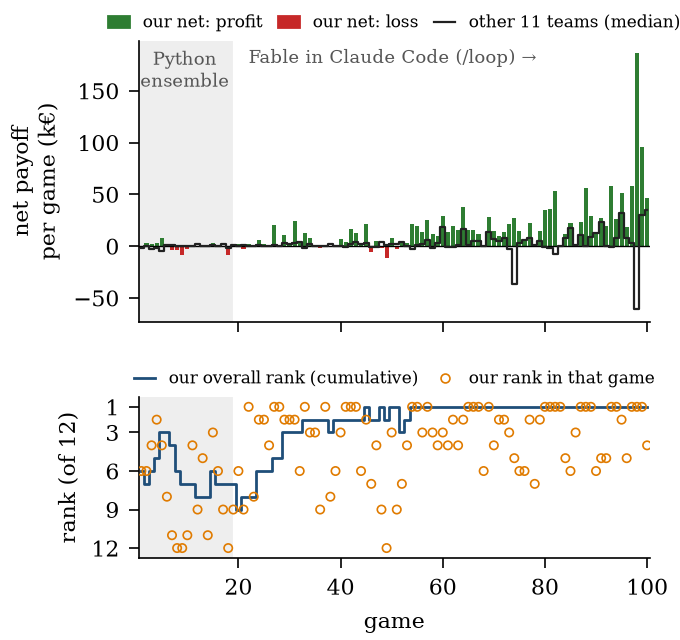 our net: profit our net: loss other 11 teams (median)
Python
ensemble
Fable in Claude Code (/loop) →
net payoff
per game (k€)
150
100
50
0
−50
our overall rank (cumulative) our rank in that game
rank (of 12)
1
3
6
9
12
20 40 60 80 100
game